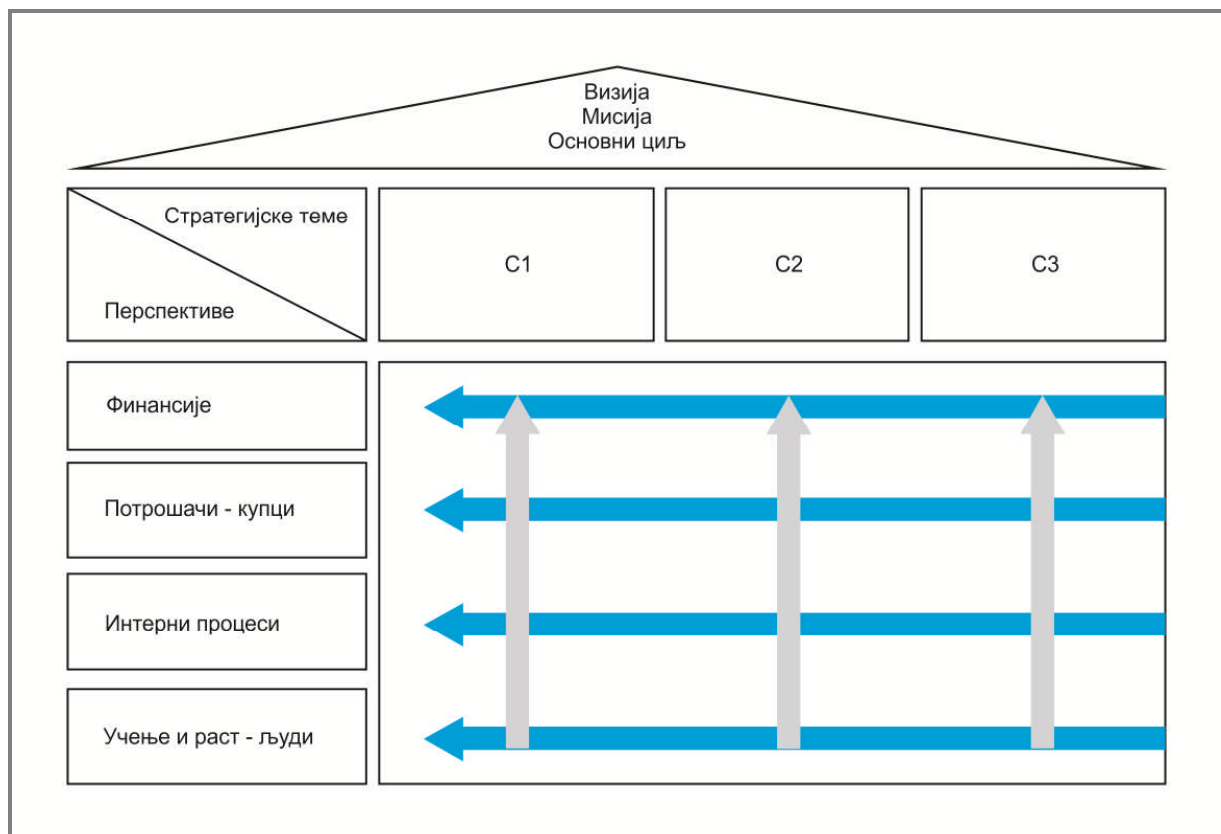 Визија
Мисија
Основни циљ
Стратегијске теме
Перспективе
С1
С2
С3
Финансије
Потрошачи - купци
Интерни процеси
Учење и раст - људи